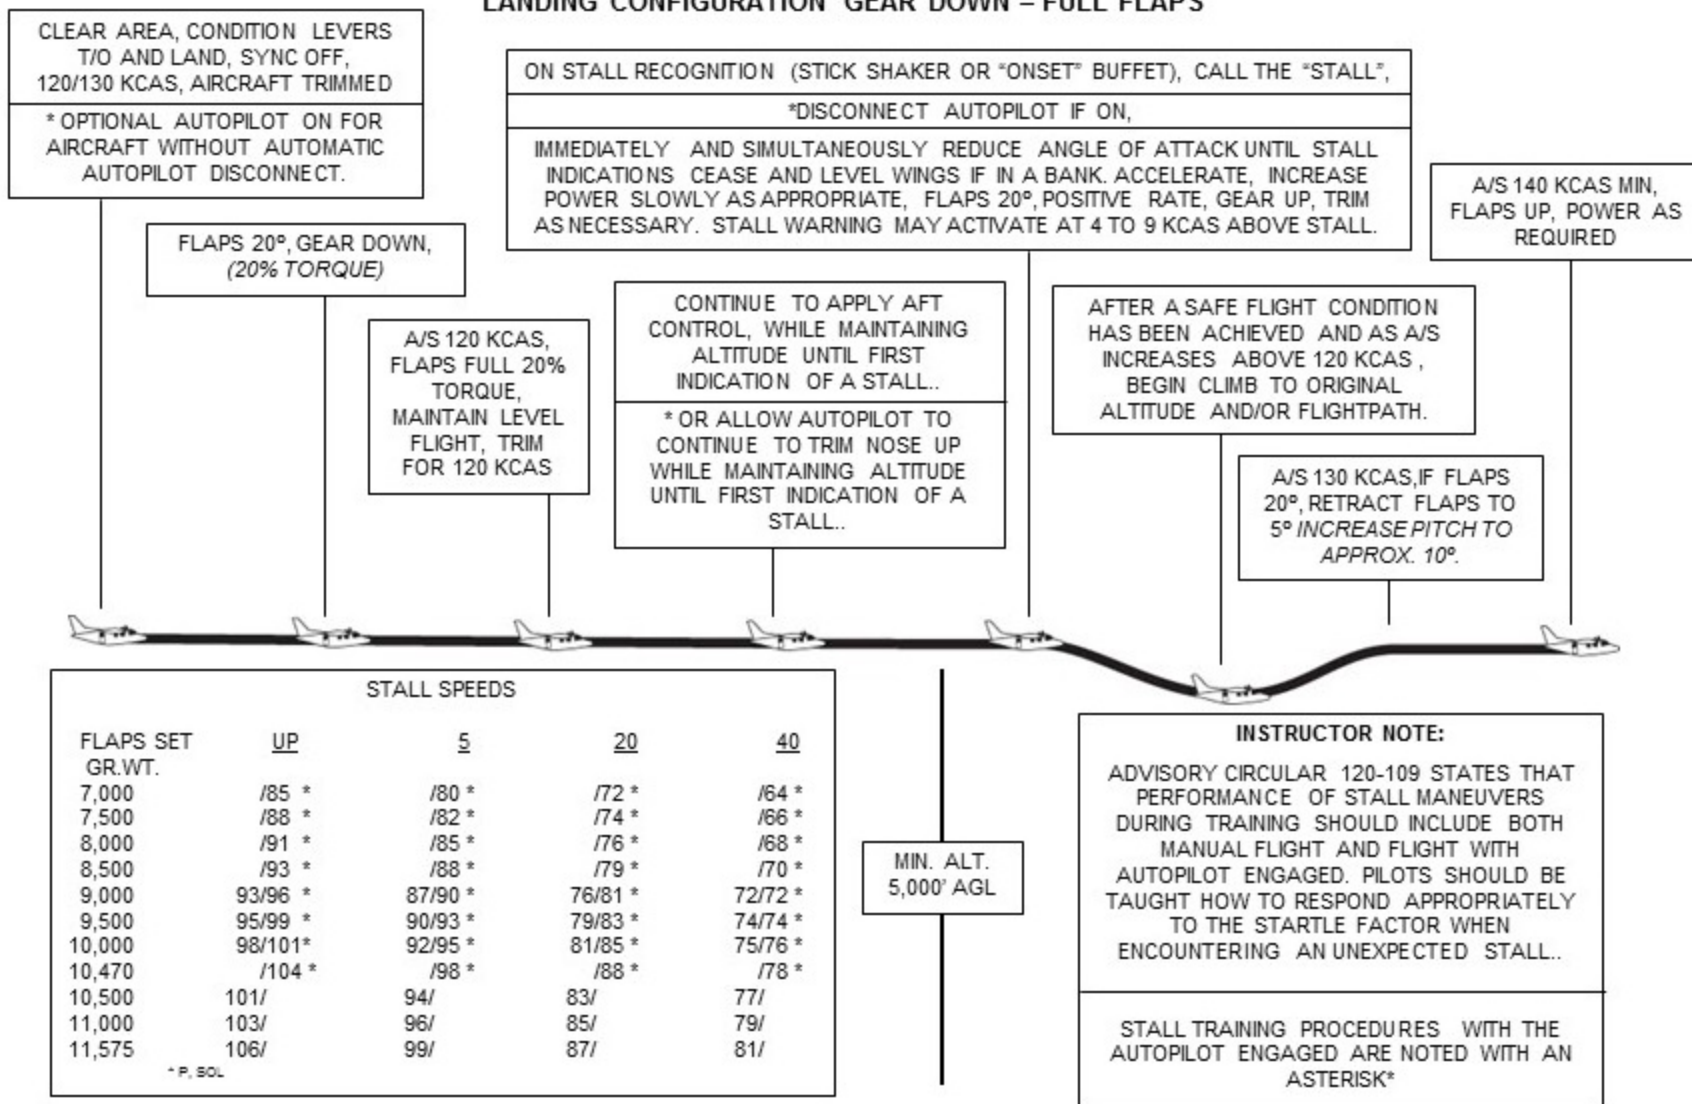 LANDING CONFIGURATION GEAR DOWN – FULL FLAPS
CLEAR AREA, CONDITION LEVERS
T/O AND LAND, SYNC OFF,
120/130 KCAS, AIRCRAFT TRIMMED
* OPTIONAL AUTOPILOT ON FOR
AIRCRAFT WITHOUT AUTOMATIC
AUTOPILOT DISCONNECT.
FLAPS 20º, GEAR DOWN,
(20% TORQUE)
A/S 120 KCAS,
FLAPS FULL 20%
TORQUE,
MAINTAIN LEVEL
FLIGHT, TRIM
FOR 120 KCAS
ON STALL RECOGNITION (STICK SHAKER OR "ONSET" BUFFET), CALL THE "STALL",
*DISCONNECT AUTOPILOT IF ON,
IMMEDIATELY AND SIMULTANEOUSLY REDUCE ANGLE OF ATTACK UNTIL STALL
INDICATIONS CEASE AND LEVEL WINGS IF IN A BANK. ACCELERATE, INCREASE
POWER SLOWLY AS APPROPRIATE, FLAPS 20º, POSITIVE RATE, GEAR UP, TRIM
AS NECESSARY. STALL WARNING MAY ACTIVATE AT 4 TO 9 KCAS ABOVE STALL.
CONTINUE TO APPLY AFT
CONTROL, WHILE MAINTAINING
ALTITUDE UNTIL FIRST
INDICATION OF A STALL..
* OR ALLOW AUTOPILOT TO
CONTINUE TO TRIM NOSE UP
WHILE MAINTAINING ALTITUDE
UNTIL FIRST INDICATION OF A
STALL..
AFTER A SAFE FLIGHT CONDITION
HAS BEEN ACHIEVED AND AS A/S
INCREASES ABOVE 120 KCAS ,
BEGIN CLIMB TO ORIGINAL
ALTITUDE AND/OR FLIGHTPATH.
A/S 130 KCAS,IF FLAPS
20º, RETRACT FLAPS TO
5º INCREASE PITCH TO
APPROX. 10º.
A/S 140 KCAS MIN,
FLAPS UP, POWER AS
REQUIRED
STALL SPEEDS
FLAPS SET UP 5 20 40
GR.WT.
7,000 /85 * /80 * /72 * /64 *
7,500 /88 * /82 * /74 * /66 *
8,000 /91 * /85 * /76 * /68 *
8,500 /93 * /88 * /79 * /70 *
9,000 93/96 * 87/90 * 76/81 * 72/72 *
9,500 95/99 * 90/93 * 79/83 * 74/74 *
10,000 98/101* 92/95 * 81/85 * 75/76 *
10,470 /104 * /98 * /88 * /78 *
10,500 101/ 94/ 83/ 77/
11,000 103/ 96/ 85/ 79/
11,575 106/ 99/ 87/ 81/
* P, SOL
MIN. ALT.
5,000' AGL
INSTRUCTOR NOTE:
ADVISORY CIRCULAR 120-109 STATES THAT
PERFORMANCE OF STALL MANEUVERS
DURING TRAINING SHOULD INCLUDE BOTH
MANUAL FLIGHT AND FLIGHT WITH
AUTOPILOT ENGAGED. PILOTS SHOULD BE
TAUGHT HOW TO RESPOND APPROPRIATELY
TO THE STARTLE FACTOR WHEN
ENCOUNTERING AN UNEXPECTED STALL..
STALL TRAINING PROCEDURES WITH THE
AUTOPILOT ENGAGED ARE NOTED WITH AN
ASTERISK*